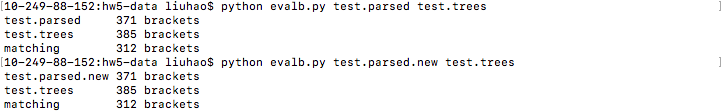 [10-249-88-152:hw5-data liuhao$ python evalb.py test.parsed test.trees ]
test.parsed     371 brackets
test.trees      385 brackets
matching        312 brackets
[10-249-88-152:hw5-data liuhao$ python evalb.py test.parsed.new test.trees ]
test.parsed.new 371 brackets
test.trees      385 brackets
matching        312 brackets